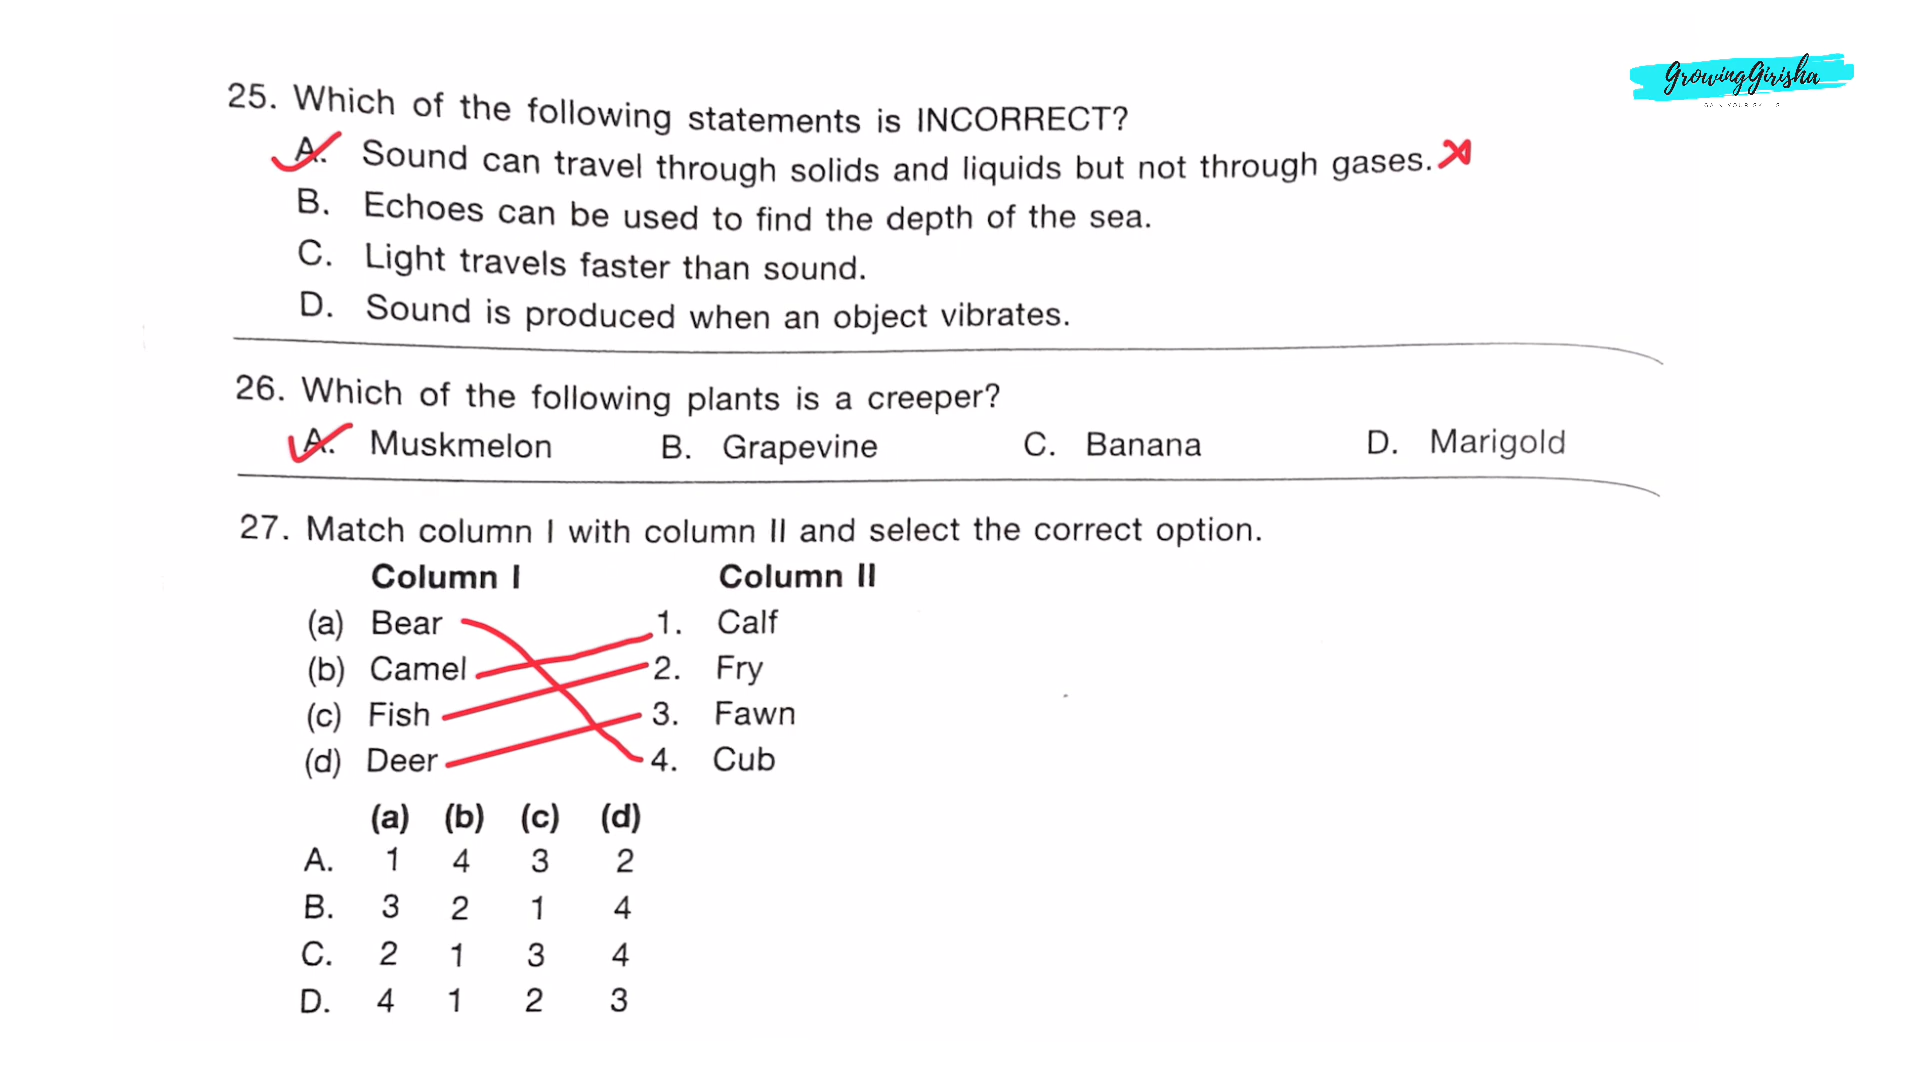 GrowingGirisha
GAIN YOUR SKILLS
25. Which of the following statements is INCORRECT?
A. Sound can travel through solids and liquids but not through gases.
B. Echoes can be used to find the depth of the sea.
C. Light travels faster than sound.
D. Sound is produced when an object vibrates.
26. Which of the following plants is a creeper?
A. Muskmelon B. Grapevine C. Banana D. Marigold
27. Match column I with column II and select the correct option.
Column I Column II
(a) Bear 1. Calf
(b) Camel 2. Fry
(c) Fish 3. Fawn
(d) Deer 4. Cub
(a) (b) (c) (d)
A. 1 4 3 2
B. 3 2 1 4
C. 2 1 3 4
D. 4 1 2 3